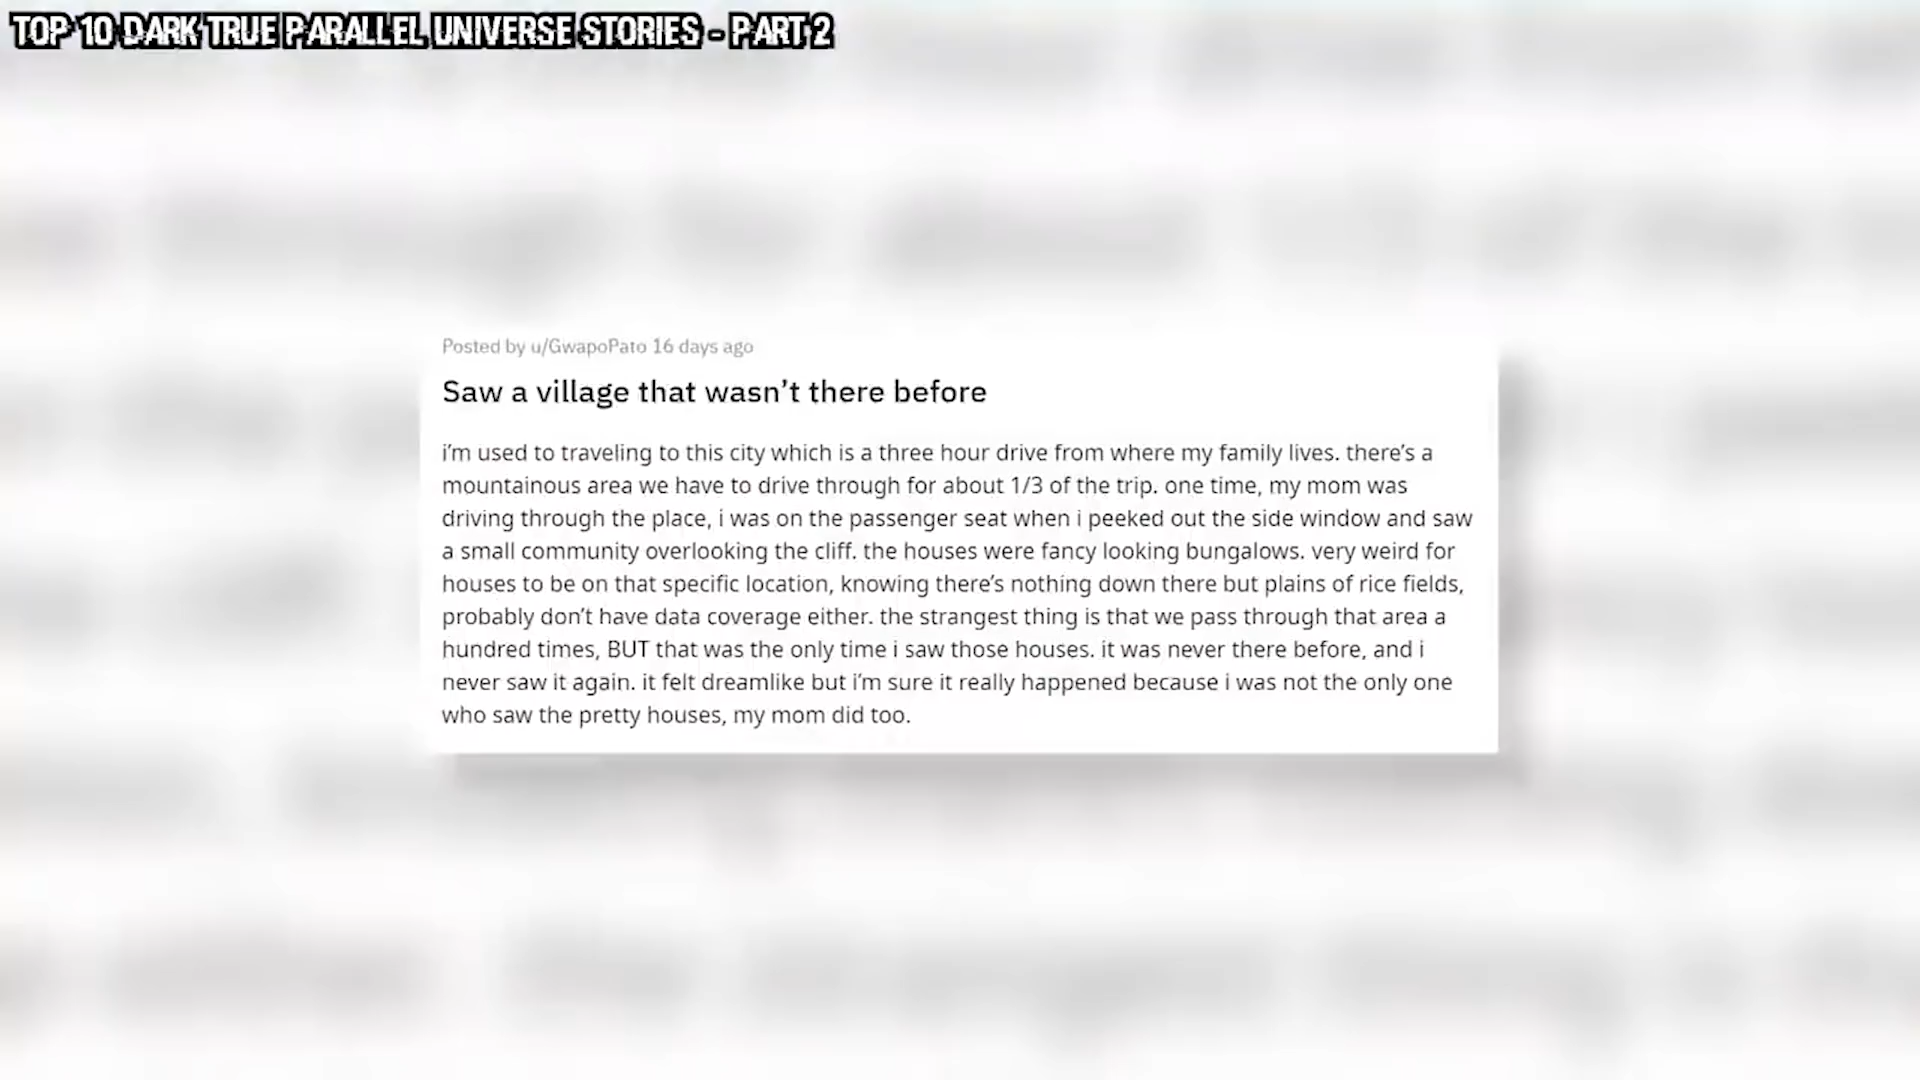 TOP 10 DARK TRUE PARALLEL UNIVERSE STORIES - PART 2
Posted by u/GwapoPato 16 days ago
Saw a village that wasn't there before
i'm used to traveling to this city which is a three hour drive from where my family lives. there's a
mountainous area we have to drive through for about 1/3 of the trip. one time, my mom was
driving through the place, i was on the passenger seat when i peeked out the side window and saw
a small community overlooking the cliff. the houses were fancy looking bungalows. very weird for
houses to be on that specific location, knowing there's nothing down there but plains of rice fields,
probably don't have data coverage either. the strangest thing is that we pass through that area a
hundred times, BUT that was the only time i saw those houses. it was never there before, and i
never saw it again. it felt dreamlike but i'm sure it really happened because i was not the only one
who saw the pretty houses, my mom did too.